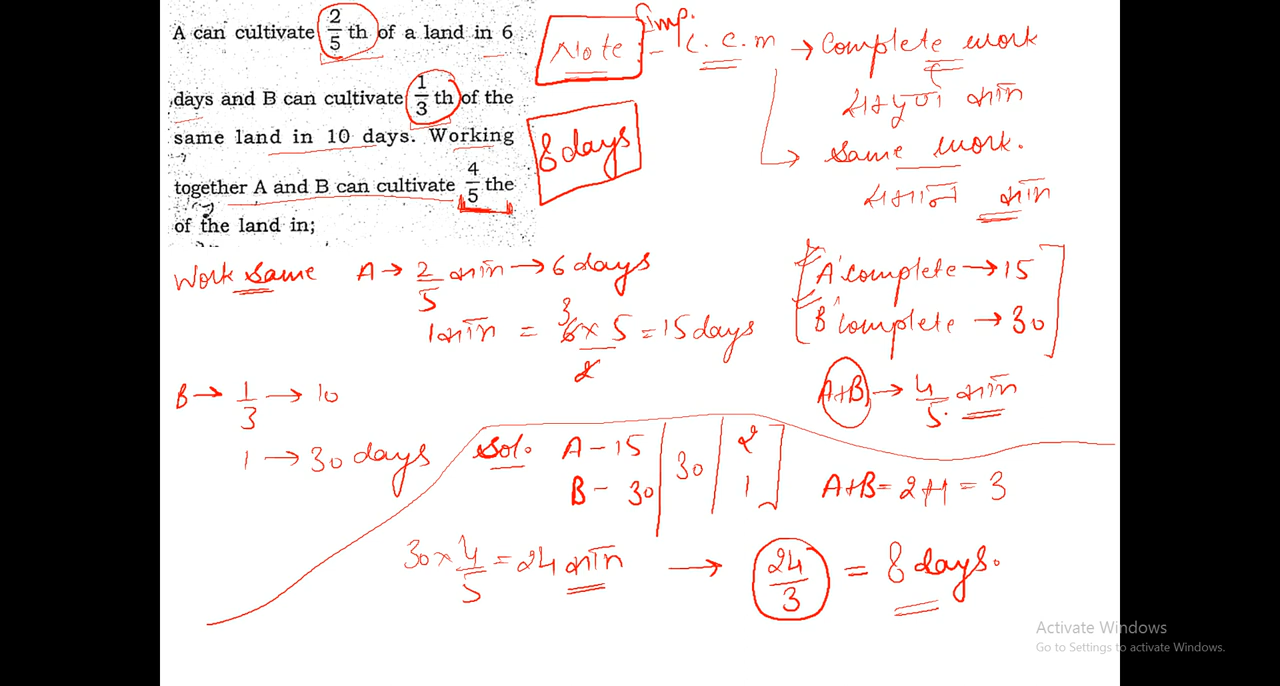 A can cultivate 2/5 th of a land in 6
days and B can cultivate 1/3 th of the
same land in 10 days. Working
together A and B can cultivate 4/5 the
of the land in;
Imp.
Note :- L.C.M → Complete work
सम्पूर्ण काम
→ Same work.
समान काम
8 days
Work Same A → 2/5 काम → 6 days
1 काम = 6 × 5 / 2 = 15 days
3
B → 1/3 → 10
1 → 30 days
A' complete → 15
B' complete → 30
A+B → 4/5 काम
Sol. A - 15 | 30 | 2
B - 30 | 1
A+B = 2+1 = 3
30 × 4/5 = 24 काम → 24/3 = 8 days.
Activate Windows
Go to Settings to activate Windows.